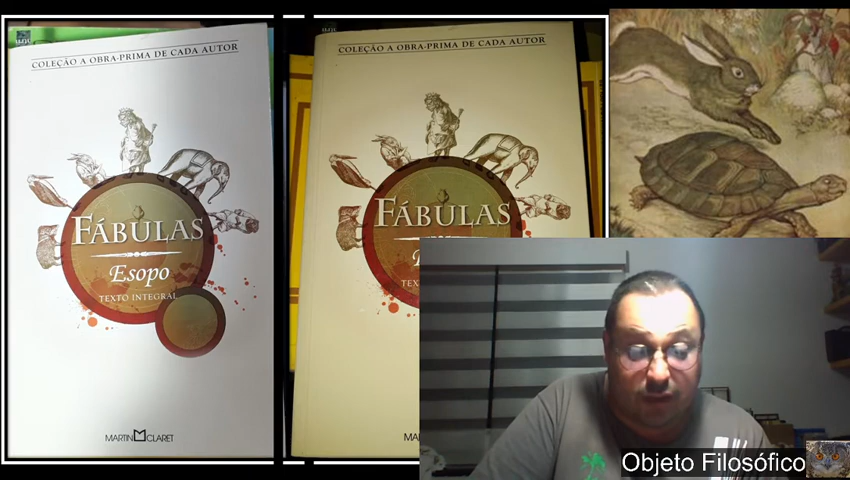 COLEÇÃO A OBRA-PRIMA DE CADA AUTOR
FÁBULAS
Esopo
TEXTO INTEGRAL
MARTIN CLARET
COLEÇÃO A OBRA-PRIMA DE CADA AUTOR
FÁBULAS
Objeto Filosófico